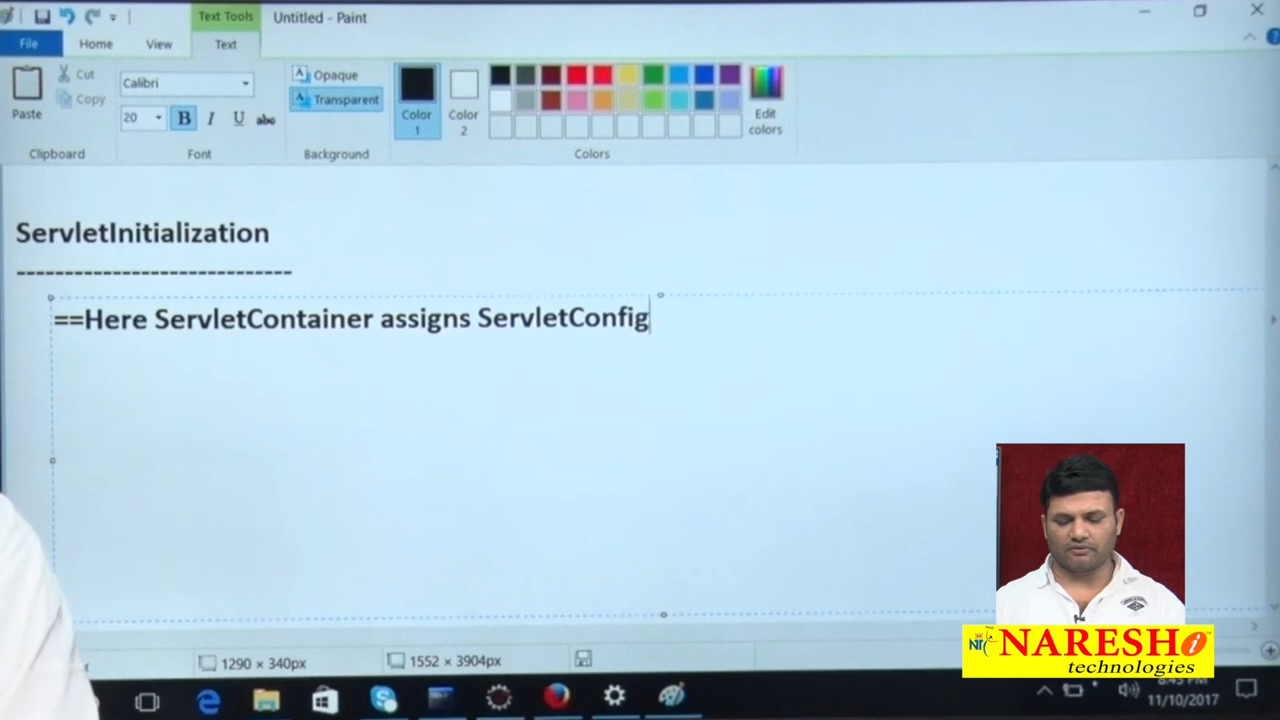 Text Tools
Untitled - Paint
File
Home
View
Text
Paste
Cut
Copy
Calibri
20
B
I
U
abc
Opaque
Transparent
Color
1
Color
2
Edit
colors
Clipboard
Font
Background
Colors
ServletInitialization
----------------------------
==Here ServletContainer assigns ServletConfig
1290 × 340px
1552 × 3904px
NARESH i
technologies
11/10/2017